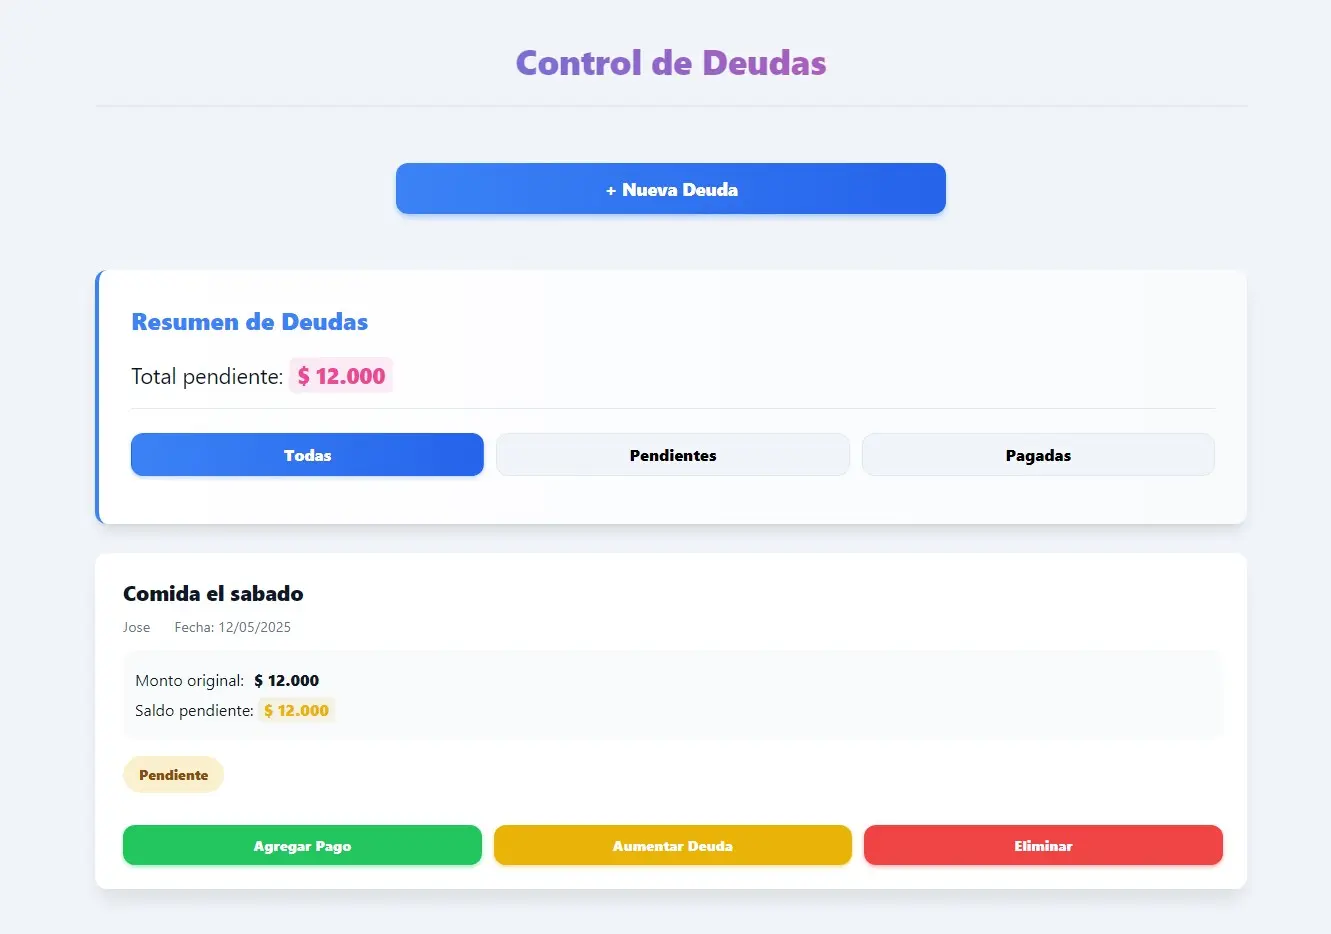 Control de Deudas
+ Nueva Deuda
Resumen de Deudas
Total pendiente: $ 12.000
Todas
Pendientes
Pagadas
Comida el sabado
Jose Fecha: 12/05/2025
Monto original: $ 12.000
Saldo pendiente: $ 12.000
Pendiente
Agregar Pago
Aumentar Deuda
Eliminar